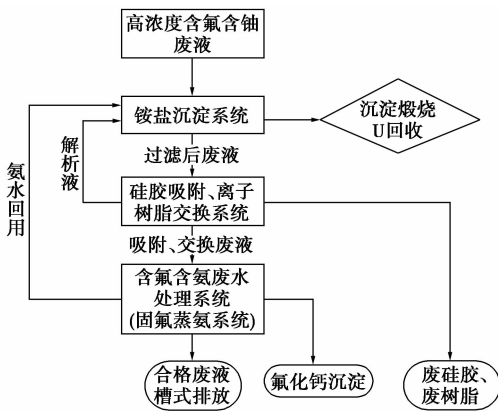 高浓度含氟含铀
废液
铵盐沉淀系统
沉淀煅烧
U回收
过滤后废液
解析液
氨水回用
硅胶吸附、离子
树脂交换系统
吸附、交换废液
含氟含氨废水
处理系统
(固氟蒸氨系统)
合格废液
槽式排放
氟化钙沉淀
废硅胶、
废树脂